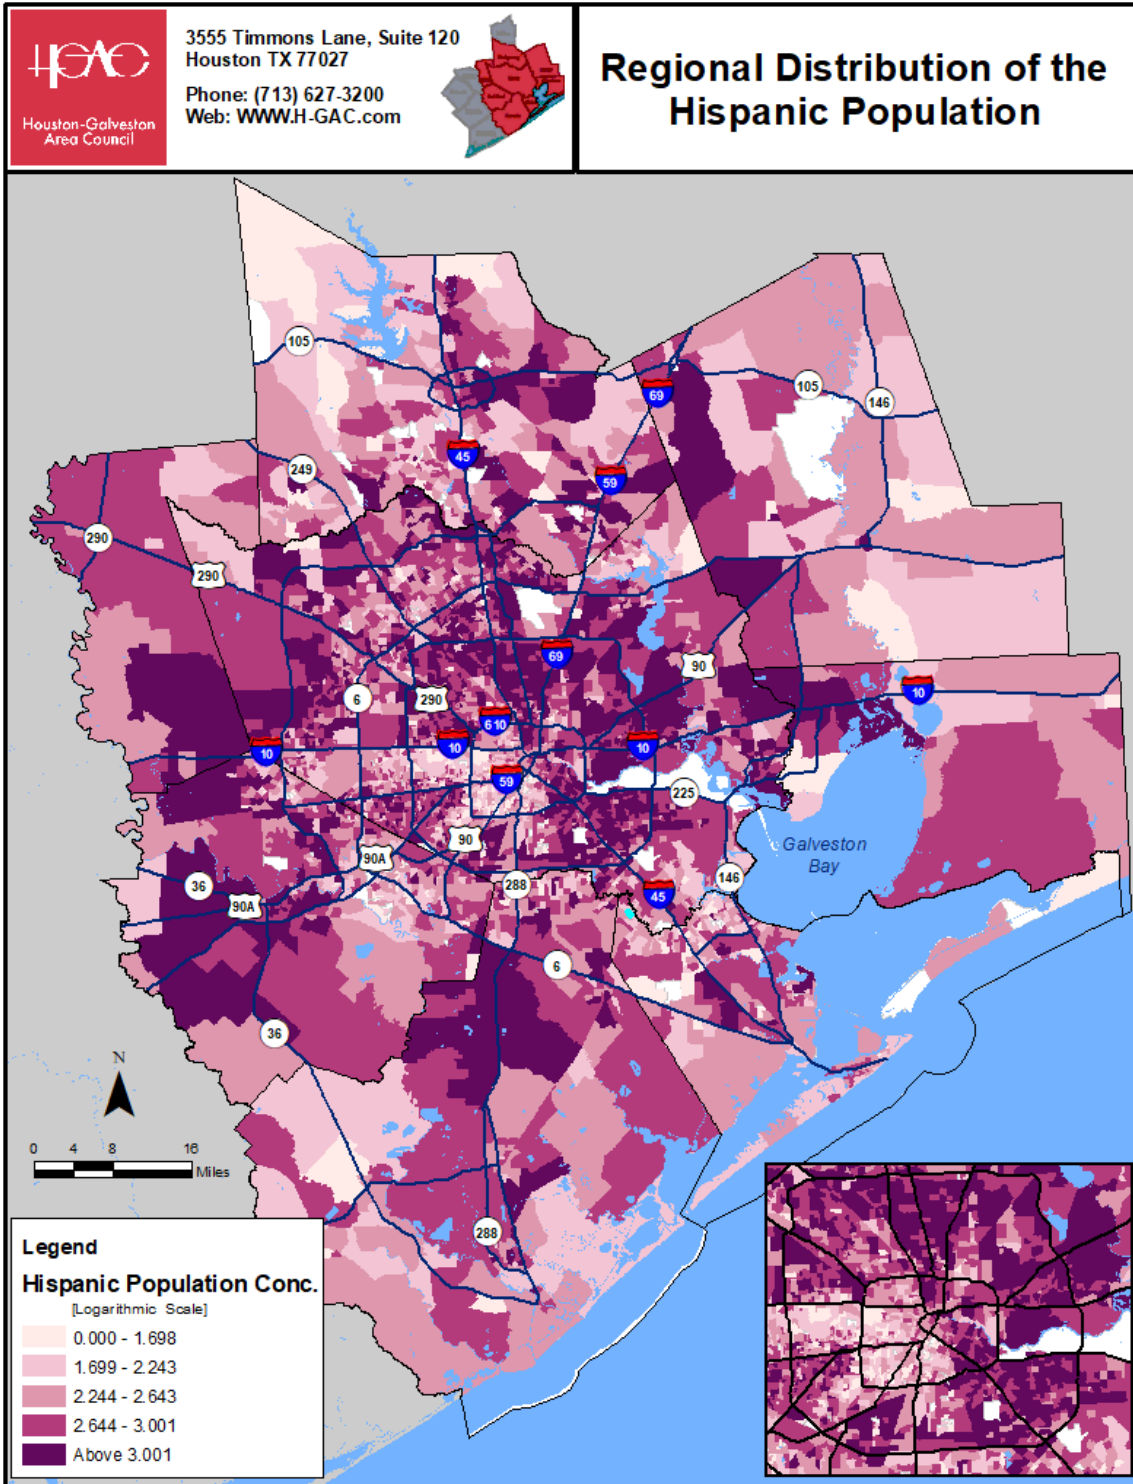 HGAC
Houston-Galveston
Area Council
3555 Timmons Lane, Suite 120
Houston TX 77027
Phone: (713) 627-3200
Web: WWW.H-GAC.com
Regional Distribution of the
Hispanic Population
105
69
105
146
45
249
59
290
290
69
90
6
290
610
10
10
10
10
59
225
90
90A
Galveston
Bay
36
90A
288
146
45
6
36
N
0 4 8 16
Miles
288
Legend
Hispanic Population Conc.
[Logarithmic Scale]
0.000 - 1.698
1.699 - 2.243
2.244 - 2.643
2.644 - 3.001
Above 3.001